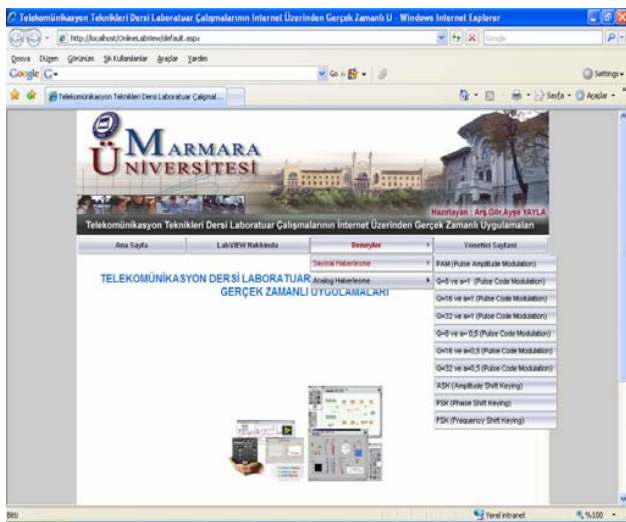 Telekomünikasyon Teknikleri Dersi Laboratuar Çalışmalarının Internet Üzerinden Gerçek Zamanlı U - Windows Internet Explorer
http://localhost/OnlineLabview/default.aspx
Google
Dosya Düzen Görünüm Sık Kullanılanlar Araçlar Yardım
Google G Go Settings
Telekomünikasyon Teknikleri Dersi Laboratuar Çalışmal... Sayfa Araçlar
MARMARA
ÜNİVERSİTESİ
Hazırlayan : Arş.Gör.Ayşe YAYLA
Telekomünikasyon Teknikleri Dersi Laboratuar Çalışmalarının İnternet Üzerinden Gerçek Zamanlı Uygulamaları
Ana Sayfa LabVIEW Hakkında Deneyler Yönetici Sayfasi
Sayısal Haberleşme
Analog Haberleşme
PAM (Pulse Amplitude Modulation)
Q=8 ve a=1 (Pulse Code Modulation)
Q=16 ve a=1 (Pulse Code Modulation)
Q=32 ve a=1 (Pulse Code Modulation)
Q=8 ve a= 0,5 (Pulse Code Modulation)
Q=16 ve a=0,5 (Pulse Code Modulation)
Q=32 ve a=0,5 (Pulse Code Modulation)
ASK (Amplitude Shift Keying)
PSK (Phase Shift Keying)
FSK (Frequency Shift Keying)
TELEKOMÜNİKASYON DERSİ LABORATUAR
GERÇEK ZAMANLI UYGULAMALARI
Bitti Yerel intranet %100